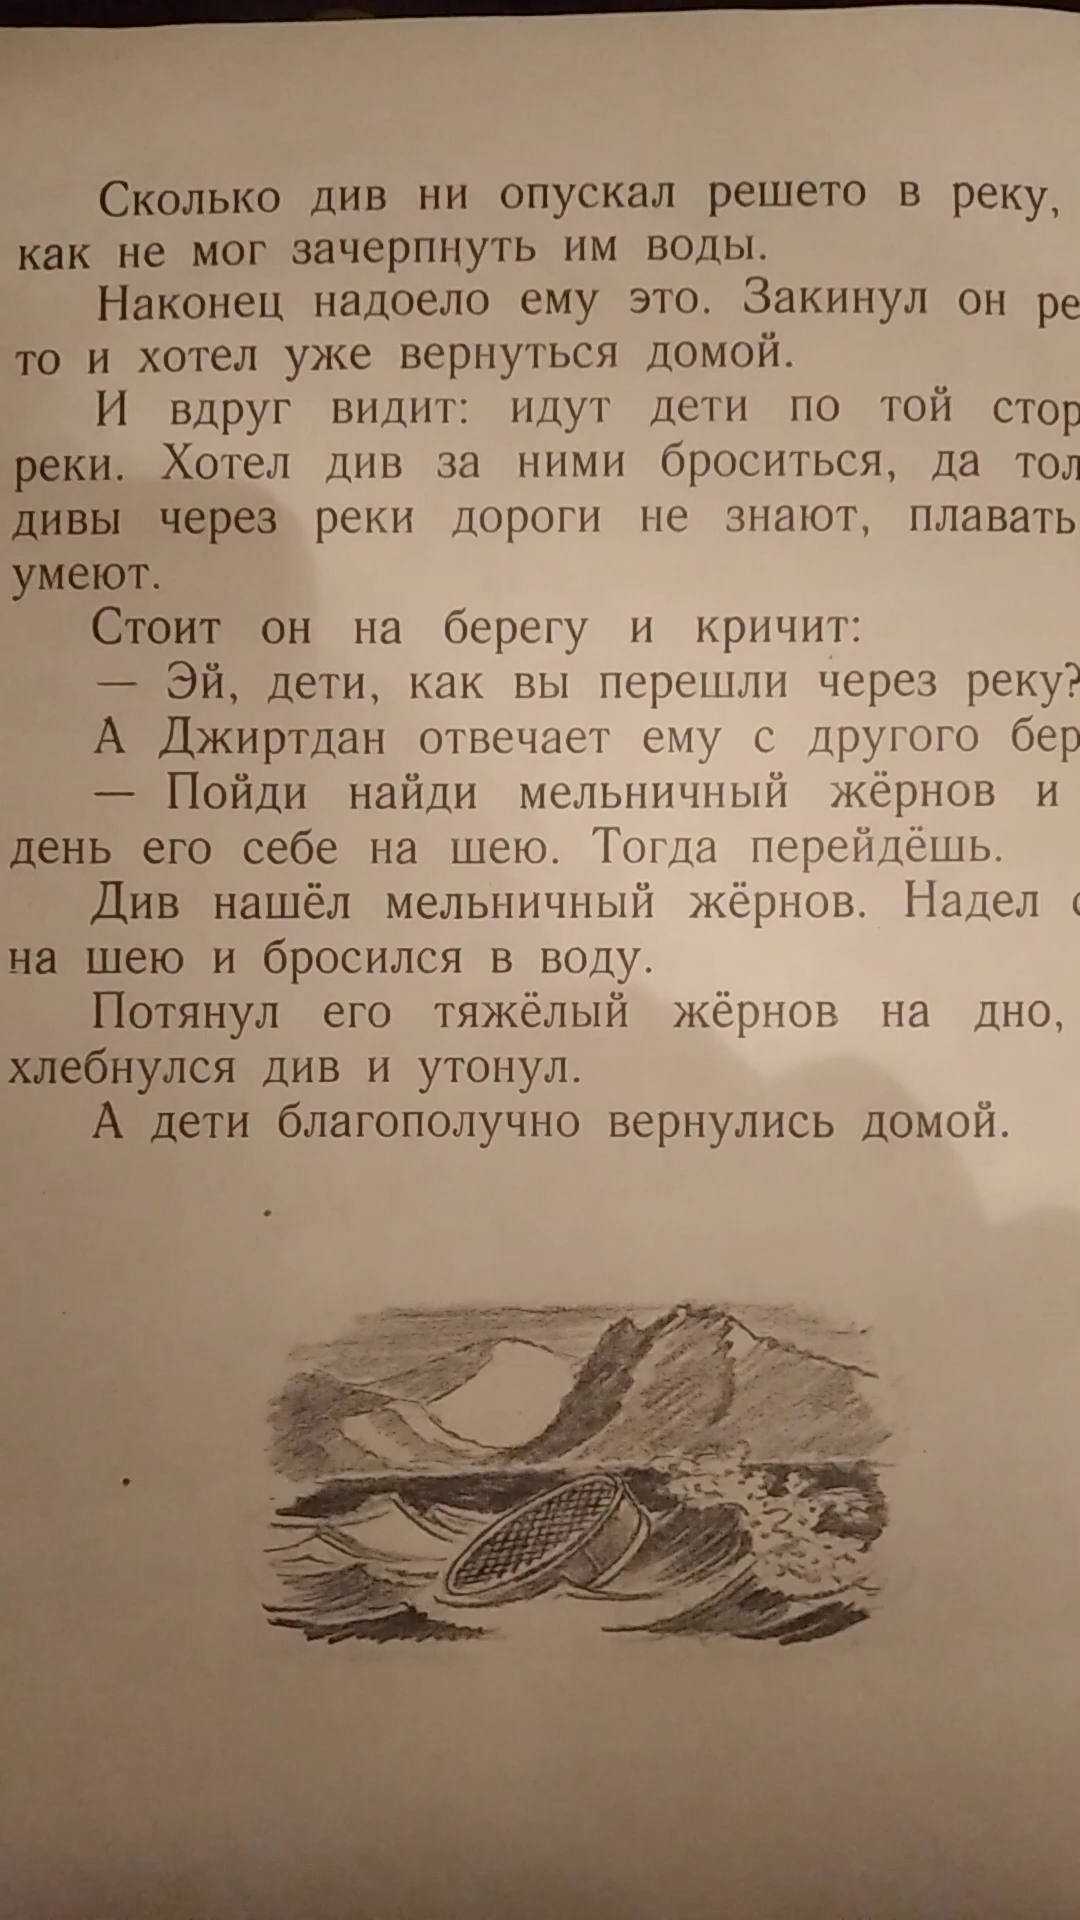 Сколько див ни опускал решето в реку,
как не мог зачерпнуть им воды.
Наконец надоело ему это. Закинул он ре
то и хотел уже вернуться домой.
И вдруг видит: идут дети по той стор
реки. Хотел див за ними броситься, да тол
дивы через реки дороги не знают, плавать
умеют.
Стоит он на берегу и кричит:
— Эй, дети, как вы перешли через реку?
А Джиртдан отвечает ему с другого бер
— Пойди найди мельничный жёрнов и
день его себе на шею. Тогда перейдёшь.
Див нашёл мельничный жёрнов. Надел
на шею и бросился в воду.
Потянул его тяжёлый жёрнов на дно,
хлебнулся див и утонул.
А дети благополучно вернулись домой.